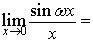 lim x→0 sin ωx / x =